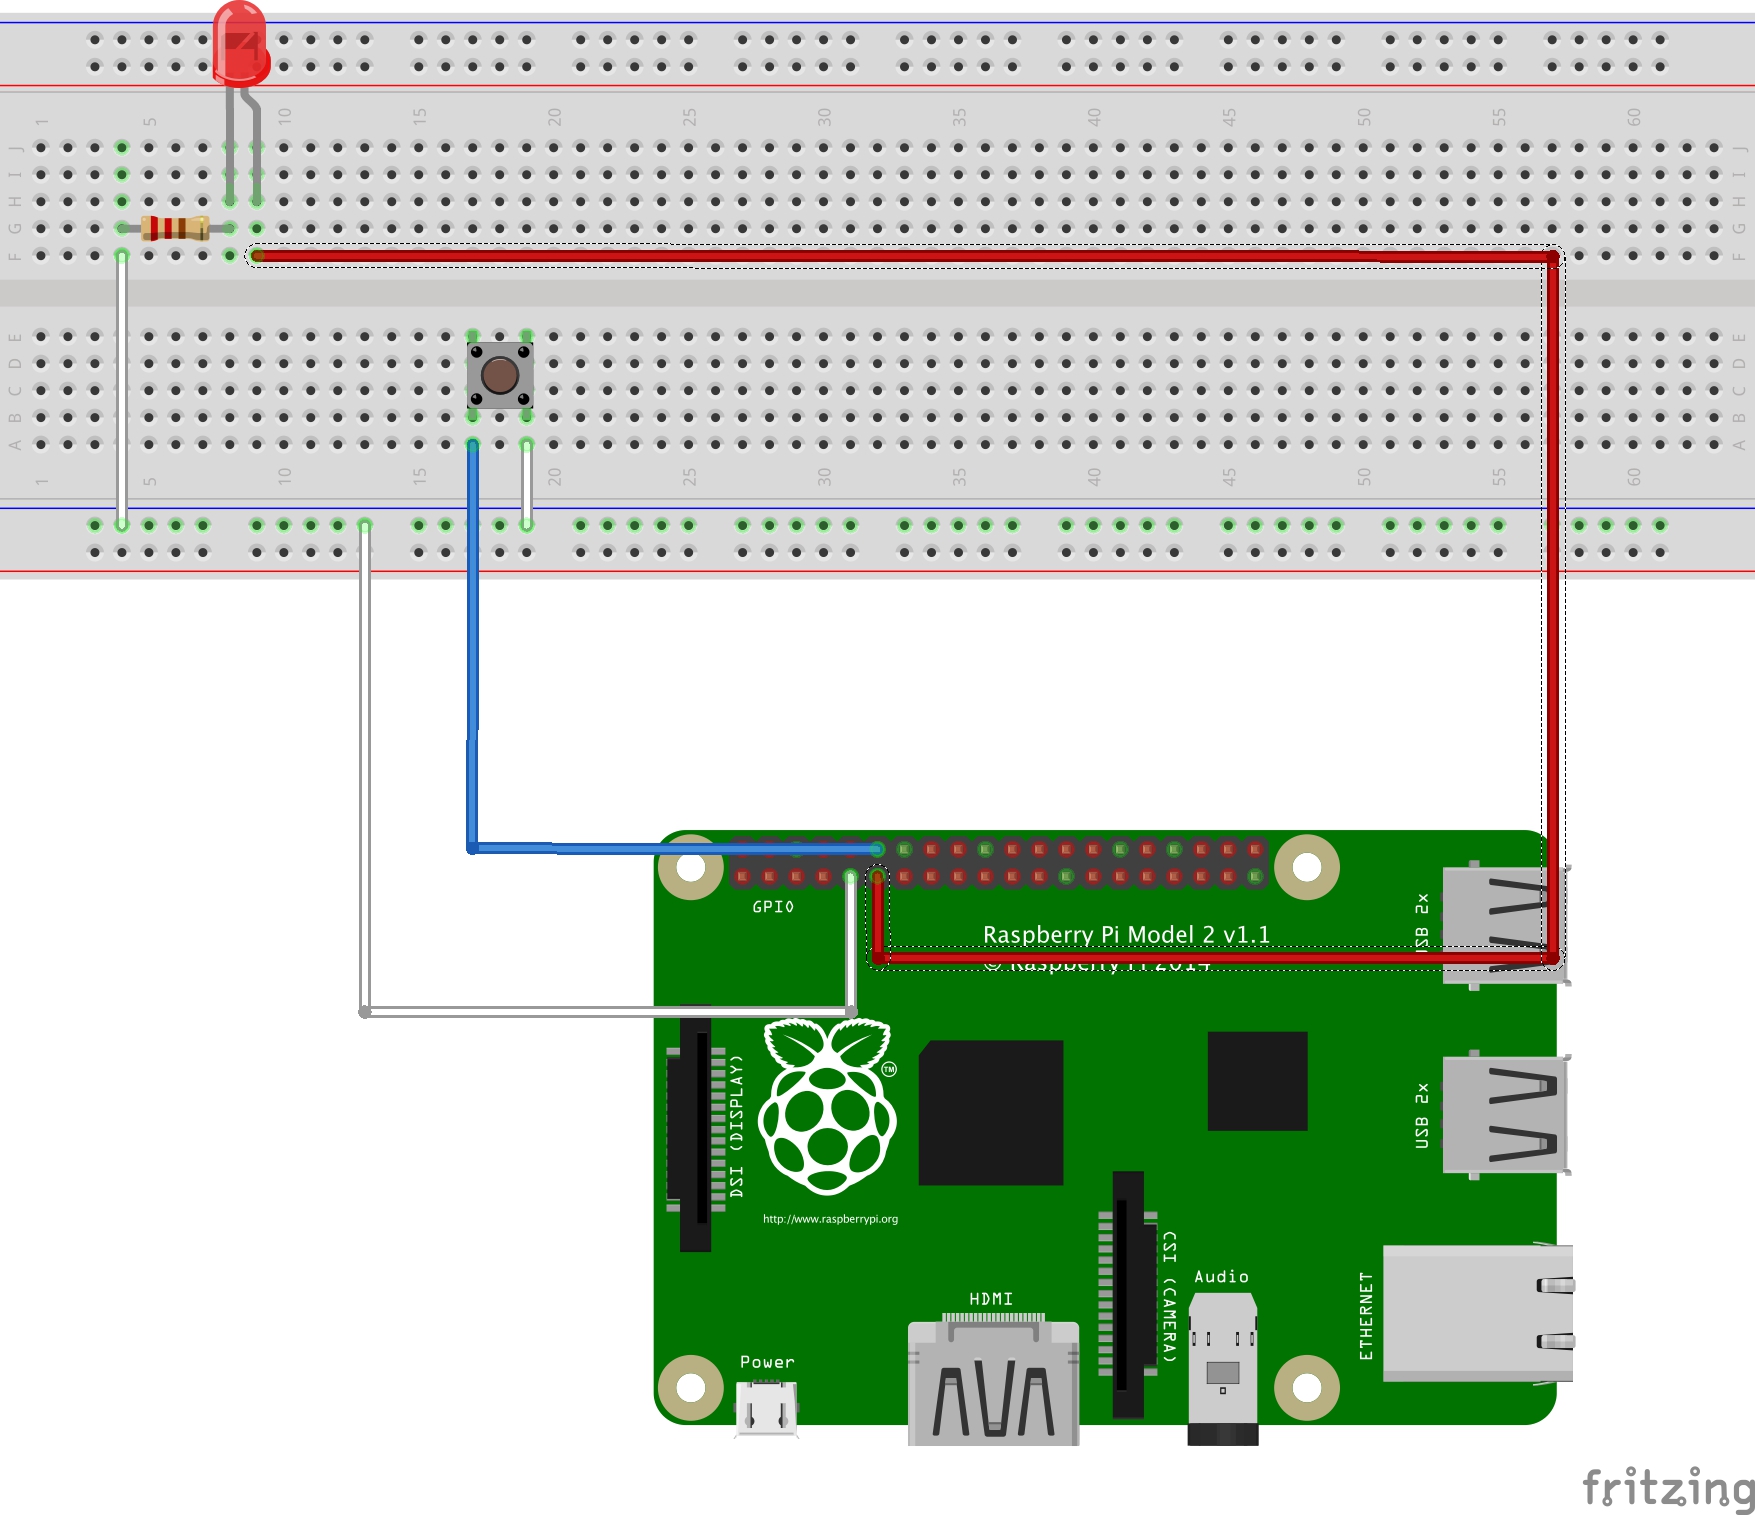 1 5 10 15 20 25 30 35 40 45 50 55 60
J J
I I
H H
G G
F F
E E
D D
C C
B B
A A
1 5 10 15 20 25 30 35 40 45 50 55 60
GPIO
Raspberry Pi Model 2 v1.1
© Raspberry Pi 2014
USB 2x
DSI (DISPLAY)
TM
USB 2x
http://www.raspberrypi.org
CSI (CAMERA)
Audio
ETHERNET
HDMI
Power
fritzing